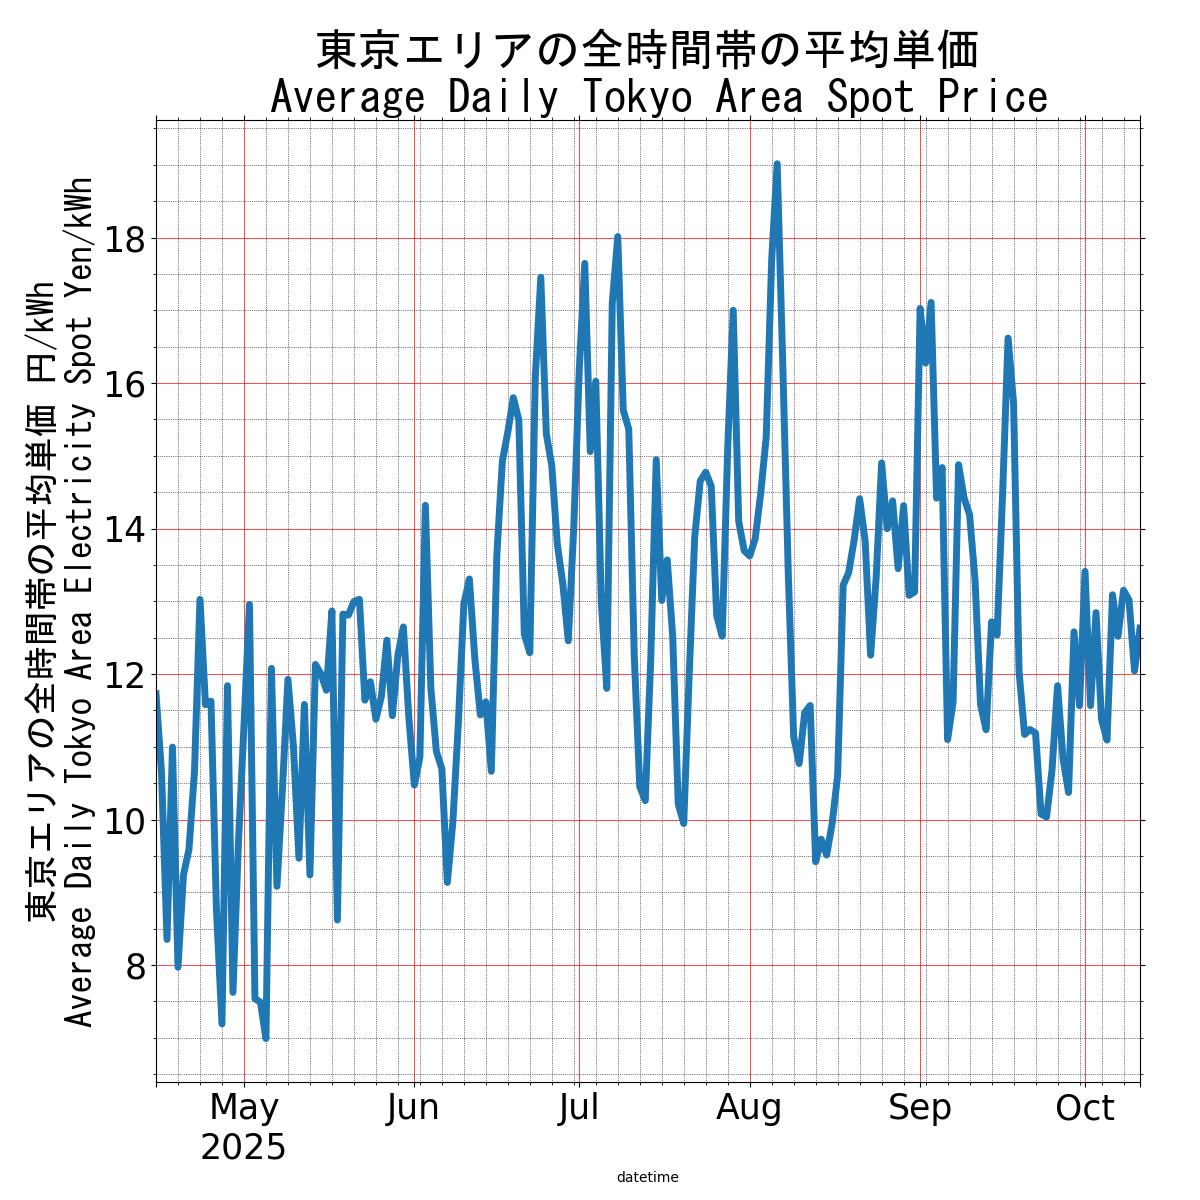 東京エリアの全時間帯の平均単価
Average Daily Tokyo Area Spot Price
東京エリアの全時間帯の平均単価 円/kWh
Average Daily Tokyo Area Electricity Spot Yen/kWh
18
16
14
12
10
8
May
2025
Jun
Jul
Aug
Sep
Oct
datetime